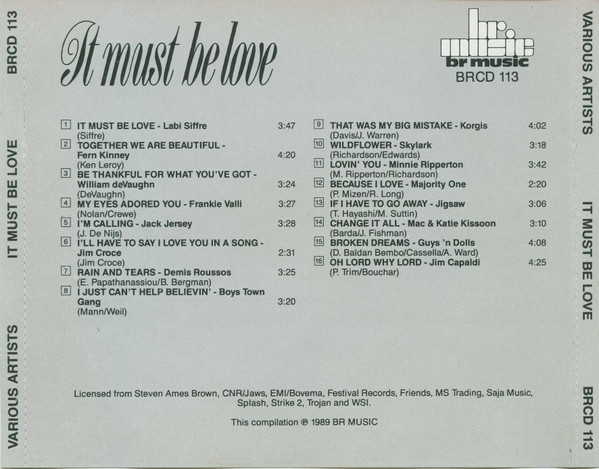 It must be love
br
music
br music
BRCD 113
1 IT MUST BE LOVE - Labi Siffre 3:47
(Siffre)
2 TOGETHER WE ARE BEAUTIFUL -
Fern Kinney 4:20
(Ken Leroy)
3 BE THANKFUL FOR WHAT YOU'VE GOT -
William deVaughn 3:24
(DeVaughn)
4 MY EYES ADORED YOU - Frankie Valli 3:27
(Nolan/Crewe)
5 I'M CALLING - Jack Jersey 3:28
(J. De Nijs)
6 I'LL HAVE TO SAY I LOVE YOU IN A SONG -
Jim Croce 2:31
(Jim Croce)
7 RAIN AND TEARS - Demis Roussos 3:25
(E. Papathanassiou/B. Bergman)
8 I JUST CAN'T HELP BELIEVIN' - Boys Town
Gang 3:20
(Mann/Weil)
9 THAT WAS MY BIG MISTAKE - Korgis 4:02
(Davis/J. Warren)
10 WILDFLOWER - Skylark 3:18
(Richardson/Edwards)
11 LOVIN' YOU - Minnie Ripperton 3:42
(M. Ripperton/Richardson)
12 BECAUSE I LOVE - Majority One 2:20
(P. Mizen/R. Long)
13 IF I HAVE TO GO AWAY - Jigsaw 3:06
(T. Hayashi/M. Suttin)
14 CHANGE IT ALL - Mac & Katie Kissoon 3:10
(Barda/J. Fishman)
15 BROKEN DREAMS - Guys 'n Dolls 4:08
(D. Baldan Bembo/Cassella/A. Ward)
16 OH LORD WHY LORD - Jim Capaldi 4:25
(P. Trim/Bouchar)
Licensed from Steven Ames Brown, CNR/Jaws, EMI/Bovema, Festival Records, Friends, MS Trading, Saja Music,
Splash, Strike 2, Trojan and WSI.
This compilation ℗ 1989 BR MUSIC
VARIOUS ARTISTS IT MUST BE LOVE BRCD 113
VARIOUS ARTISTS IT MUST BE LOVE BRCD 113